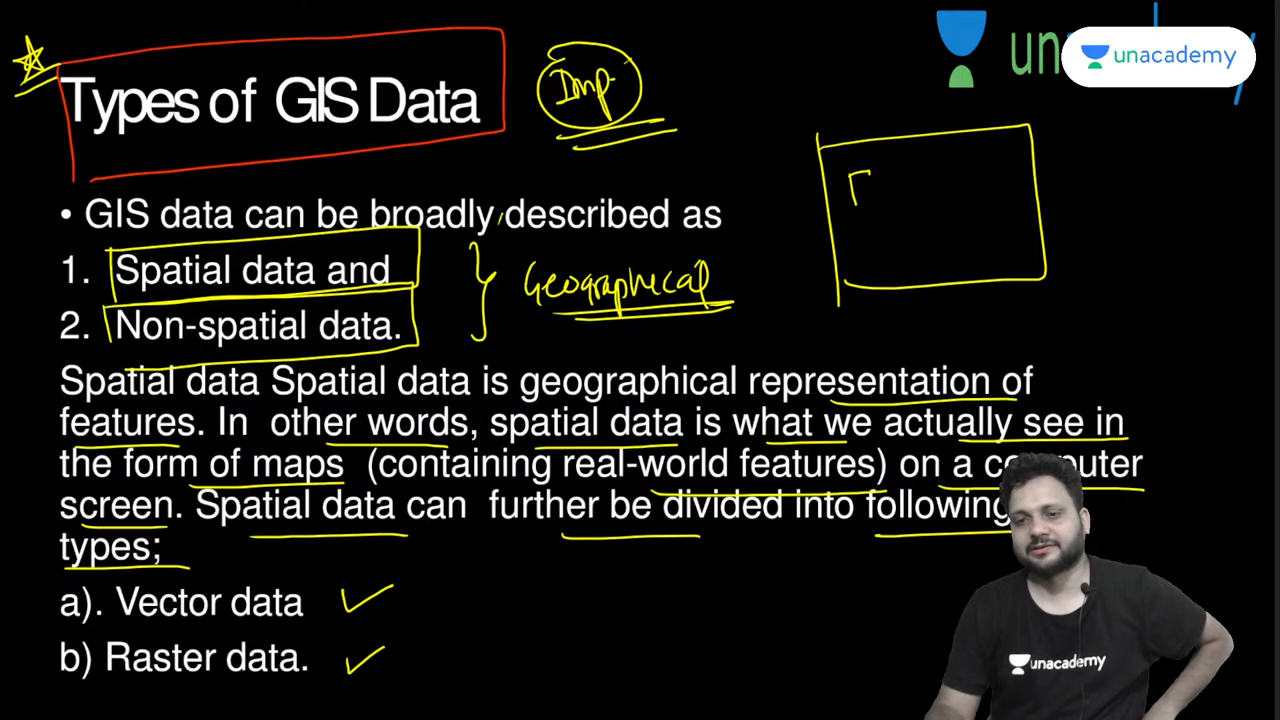 Types of GIS Data
Imp.
una
unacademy
• GIS data can be broadly described as
1. Spatial data and
2. Non-spatial data.
Geographical
Spatial data Spatial data is geographical representation of
features. In other words, spatial data is what we actually see in
the form of maps (containing real-world features) on a computer
screen. Spatial data can further be divided into following
types;
a). Vector data
b) Raster data.
unacademy